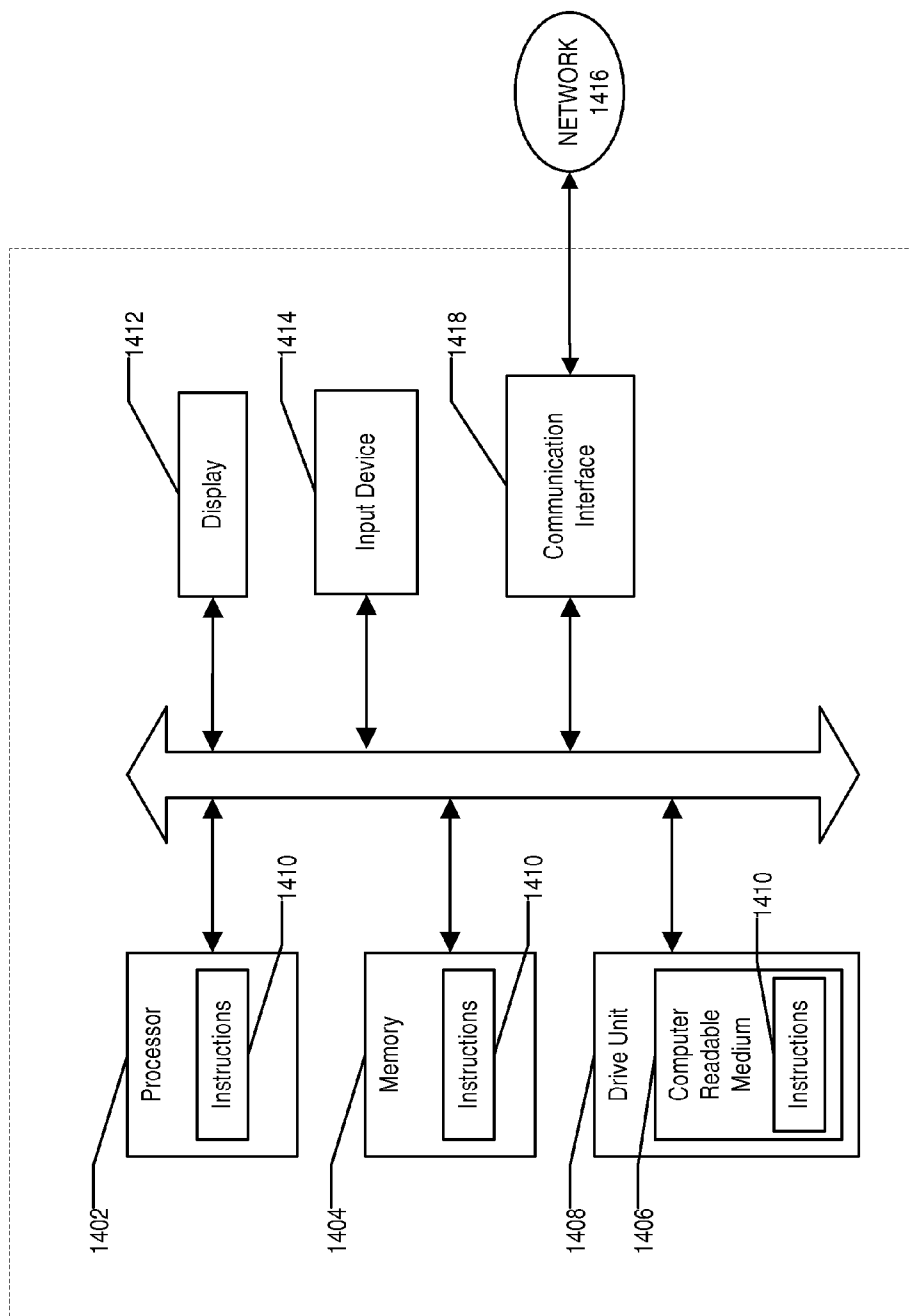 1402
Processor
Instructions
1410
1404
Memory
Instructions
1410
1408
1406
Drive Unit
Computer
Readable
Medium
Instructions
1410
Display
1412
Input Device
1414
Communication
Interface
1418
NETWORK
1416